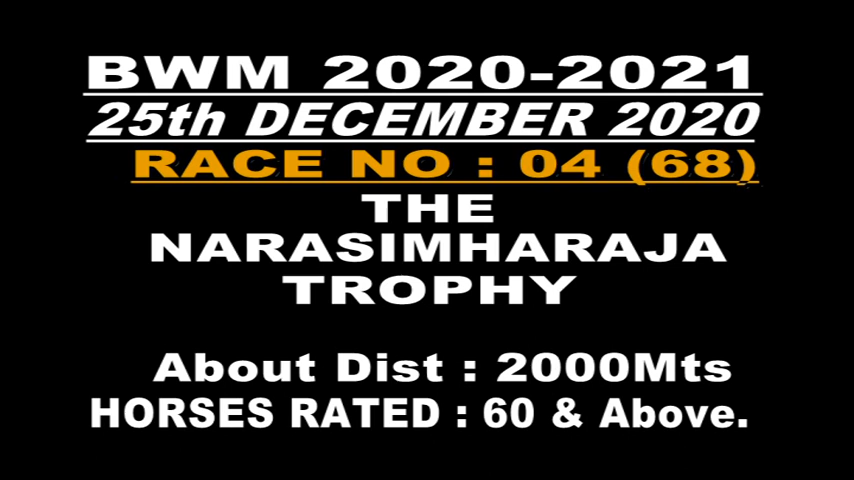 BWM 2020-2021
25th DECEMBER 2020
RACE NO : 04 (68)
THE
NARASIMHARAJA
TROPHY
About Dist : 2000Mts
HORSES RATED : 60 & Above.